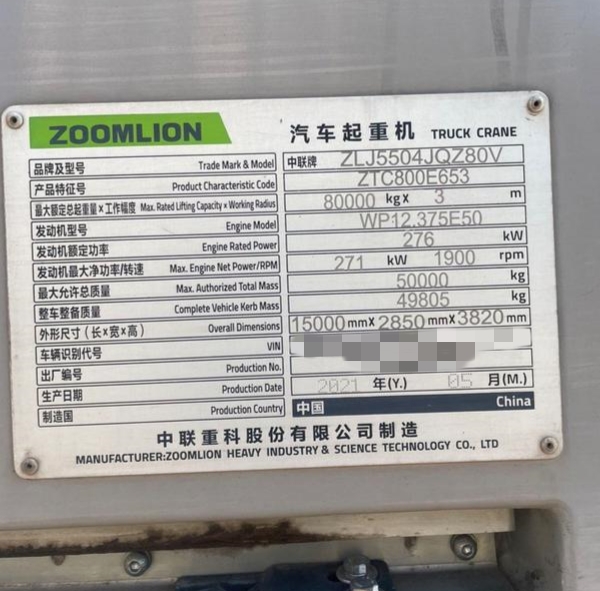 ZOOMLION 汽车起重机 TRUCK CRANE
品牌及型号 Trade Mark & Model 中联牌 ZLJ5504JQZ80V
产品特征号 Product Characteristic Code ZTC800E653
最大额定总起重量×工作幅度 Max. Rated Lifting Capacity × Working Radius 80000 kg× 3 m
发动机型号 Engine Model WP12.375E50
发动机额定功率 Engine Rated Power 276 kW
发动机最大净功率/转速 Max. Engine Net Power/RPM 271 kW 1900 rpm
最大允许总质量 Max. Authorized Total Mass 50000 kg
整车整备质量 Complete Vehicle Kerb Mass 49805 kg
外形尺寸(长×宽×高) Overall Dimensions 15000 mm× 2850 mm× 3820 mm
车辆识别代号 VIN
出厂编号 Production No.
生产日期 Production Date 2021 年(Y.) 05 月(M.)
制造国 Production Country 中国 China
中联重科股份有限公司制造
MANUFACTURER:ZOOMLION HEAVY INDUSTRY & SCIENCE TECHNOLOGY CO., LTD